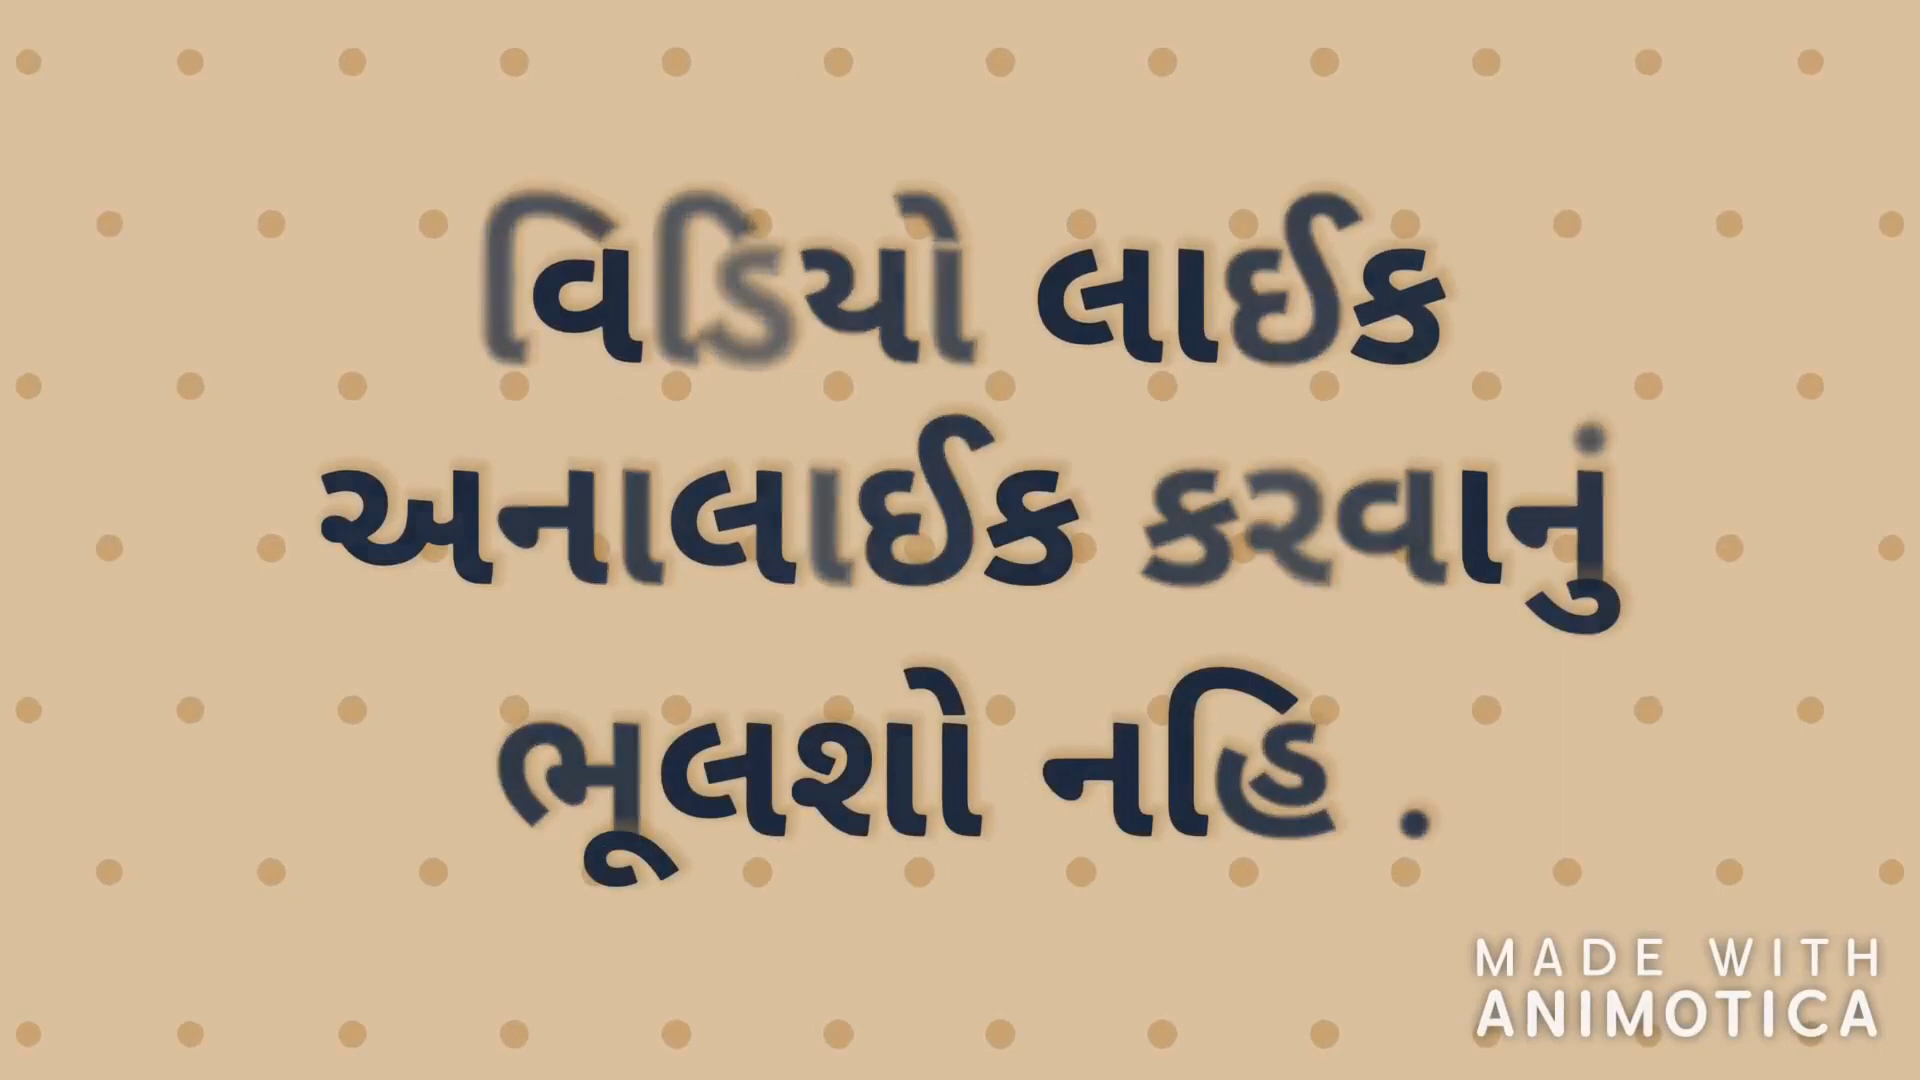 વિડિયો લાઈક
અનાલાઈક કરવાનું
ભૂલશો નહિ .
MADE WITH
ANIMOTICA